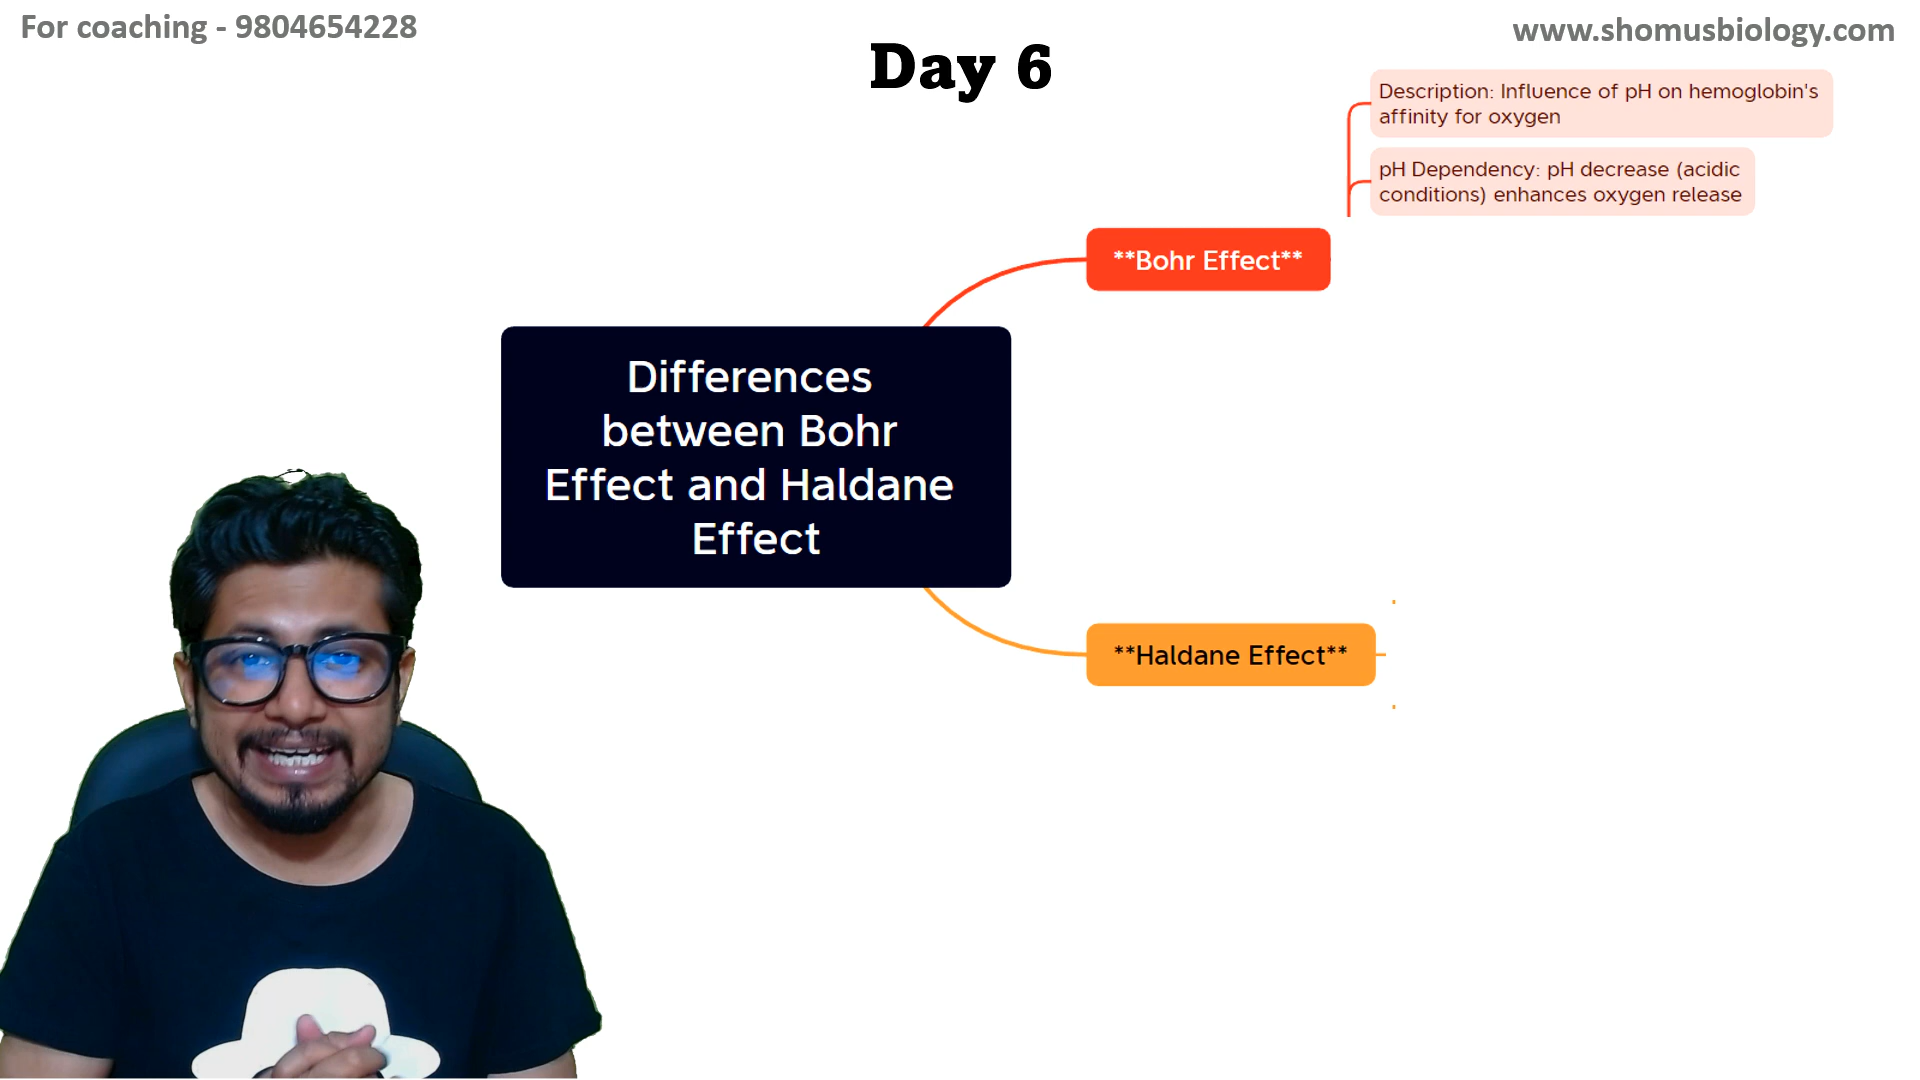 For coaching - 9804654228
www.shomusbiology.com
Day 6
Description: Influence of pH on hemoglobin's
affinity for oxygen
pH Dependency: pH decrease (acidic
conditions) enhances oxygen release
**Bohr Effect**
Differences
between Bohr
Effect and Haldane
Effect
**Haldane Effect**